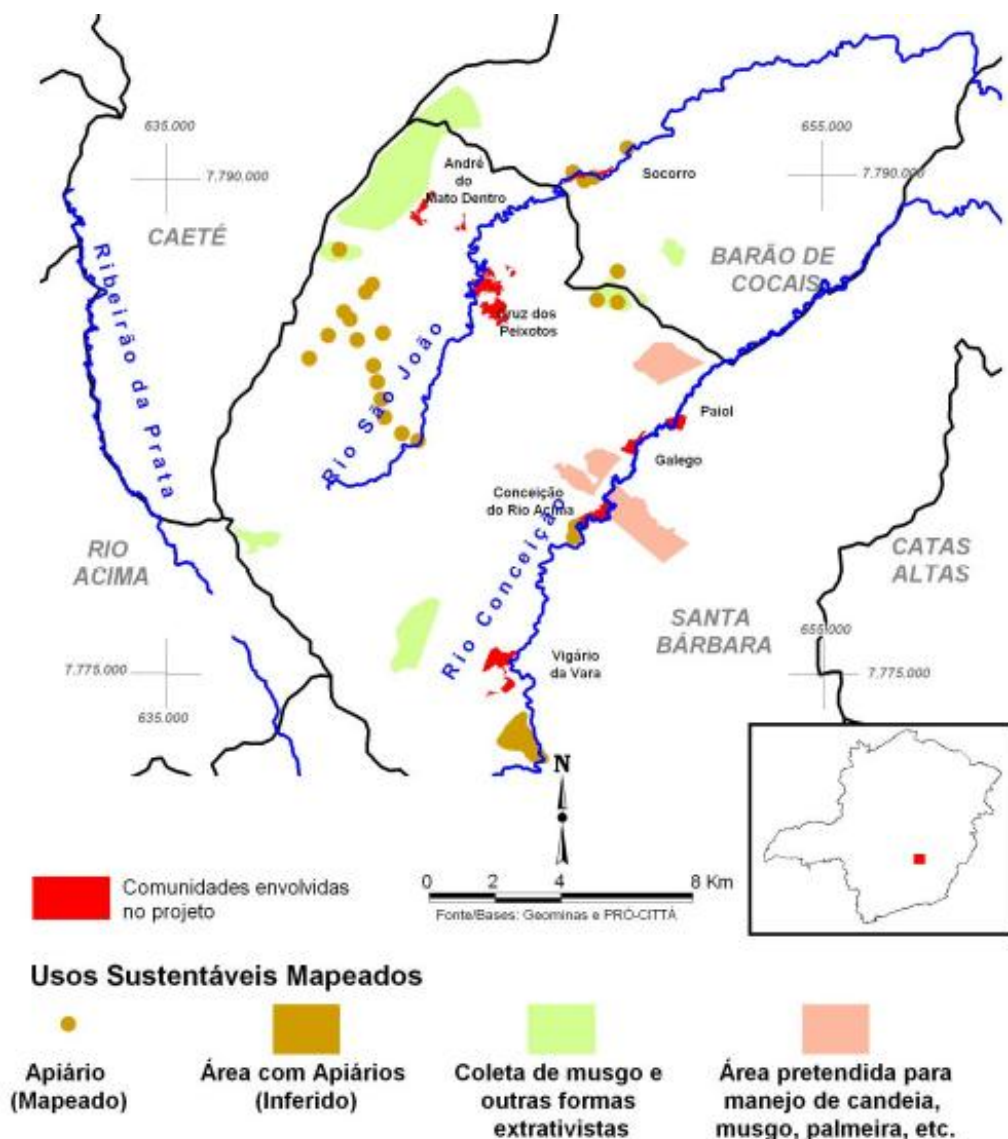 635.000
7.790.000
655.000
7.790.000
André
do
Mato Dentro
Socorro
CAETÉ
BARÃO DE
COCAIS
Ribeirão da Prata
Rio São João
Cruz dos
Peixotos
Paiol
Galego
Conceição
do Rio Acima
Rio Conceição
RIO
ACIMA
CATAS
ALTAS
SANTA
BÁRBARA
655.000
7.775.000
635.000
Vigário
da Vara
7.775.000
N
0 2 4 8 Km
Fonte/Bases: Geominas e PRÓ-CITTÀ
Comunidades envolvidas
no projeto
Usos Sustentáveis Mapeados
Apiário
(Mapeado)
Área com Apiários
(Inferido)
Coleta de musgo e
outras formas
extrativistas
Área pretendida para
manejo de candeia,
musgo, palmeira, etc.